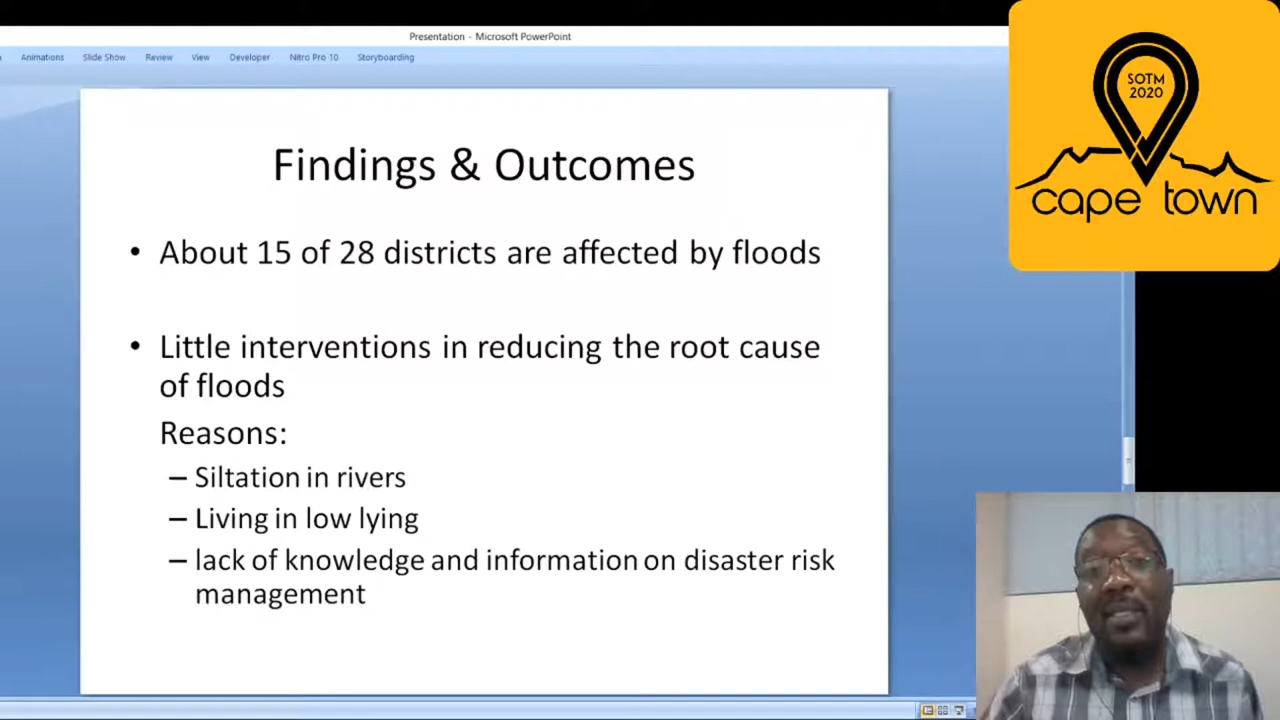 Presentation - Microsoft PowerPoint
Animations Slide Show Review View Developer Nitro Pro 10 Storyboarding
SOTM
2020
cape town
Findings & Outcomes
• About 15 of 28 districts are affected by floods
• Little interventions in reducing the root cause
of floods
Reasons:
– Siltation in rivers
– Living in low lying
– lack of knowledge and information on disaster risk
management